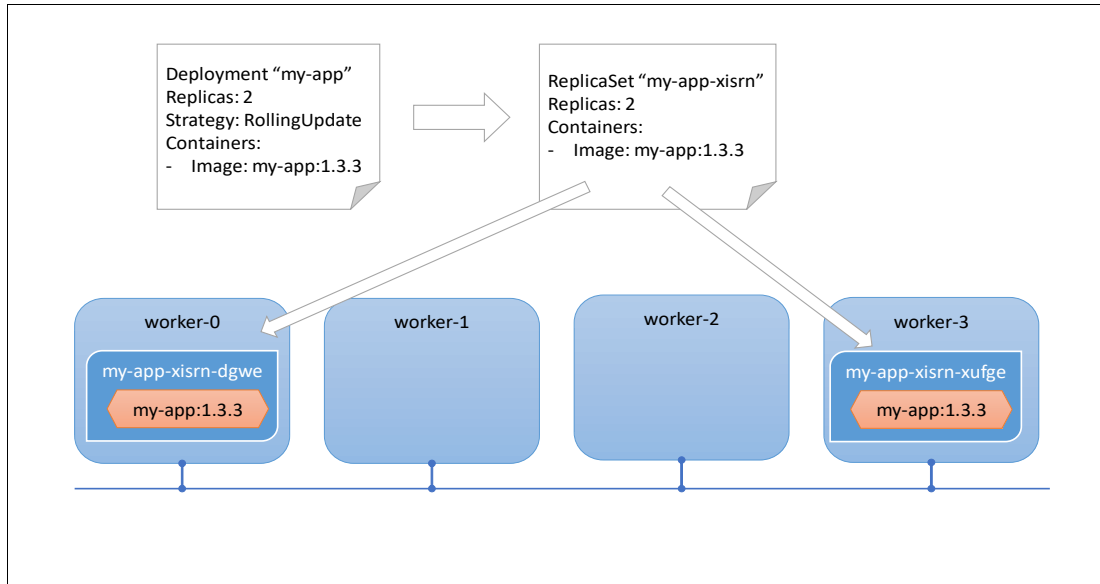 Deployment “my-app”
Replicas: 2
Strategy: RollingUpdate
Containers:
- Image: my-app:1.3.3
ReplicaSet “my-app-xisrn”
Replicas: 2
Containers:
- Image: my-app:1.3.3
worker-0
my-app-xisrn-dgwe
my-app:1.3.3
worker-1
worker-2
worker-3
my-app-xisrn-xufge
my-app:1.3.3